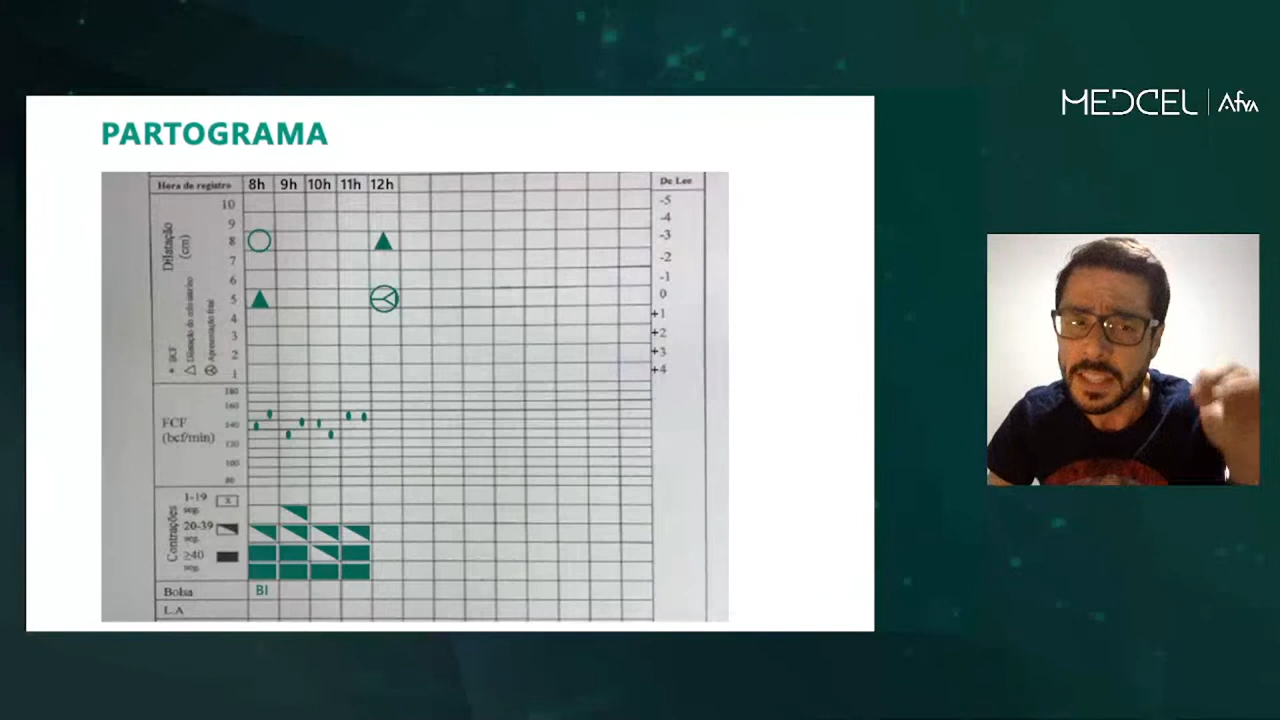 MEDCEL | Afya
PARTOGRAMA
Hora de registro 8h 9h 10h 11h 12h De Lee
Dilatação (cm)
10
9
8
7
6
5
4
3
2
1
-5
-4
-3
-2
-1
0
+1
+2
+3
+4
BCF
Dilatação do colo uterino
Apresentação fetal
FCF (bcf/min)
180
160
140
120
100
80
Contrações
1-19 seg. X
20-39 seg.
≥40 seg.
Bolsa BI
L.A